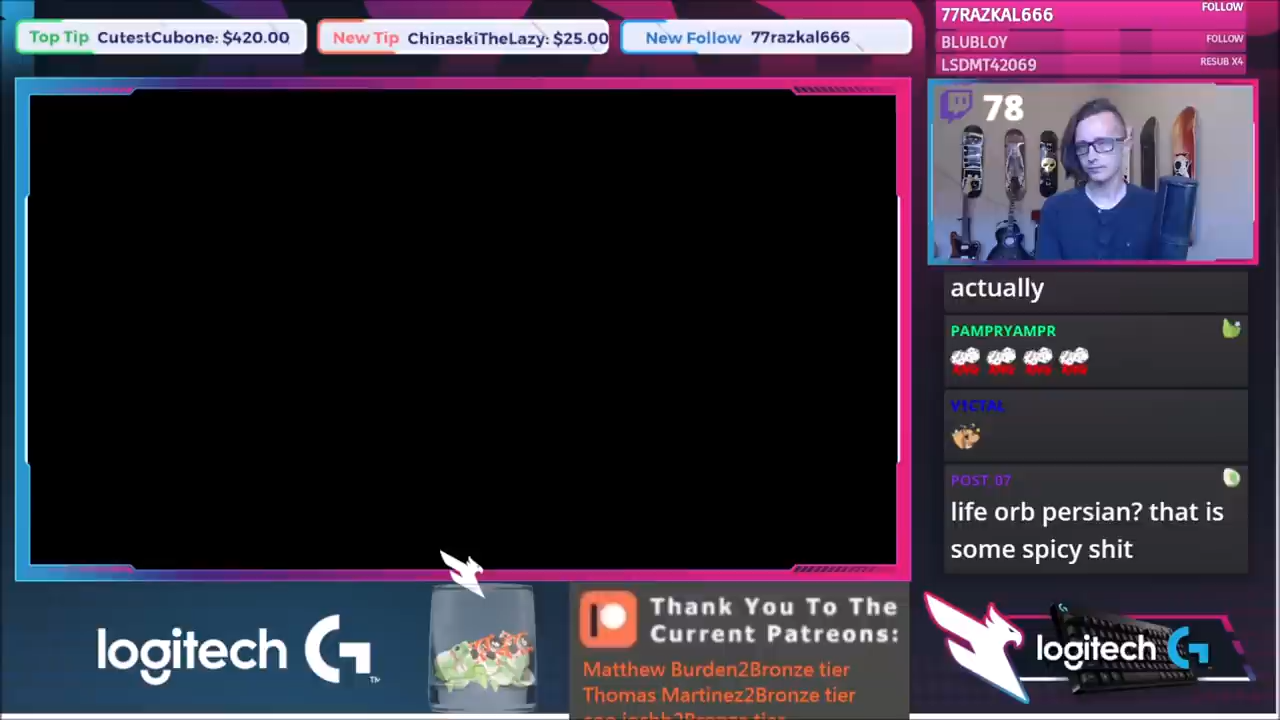 Top Tip CutestCubone: $420.00
New Tip ChinaskiTheLazy: $25.00
New Follow 77razkal666
77RAZKAL666 FOLLOW
BLUBLOY FOLLOW
LSDMT42069 RESUB X4
78
actually
PAMPRYAMPR
V1CTAL
POST_07
life orb persian? that is
some spicy shit
logitech G
Thank You To The
Current Patreons:
Matthew Burden2Bronze tier
Thomas Martinez2Bronze tier
logitech G